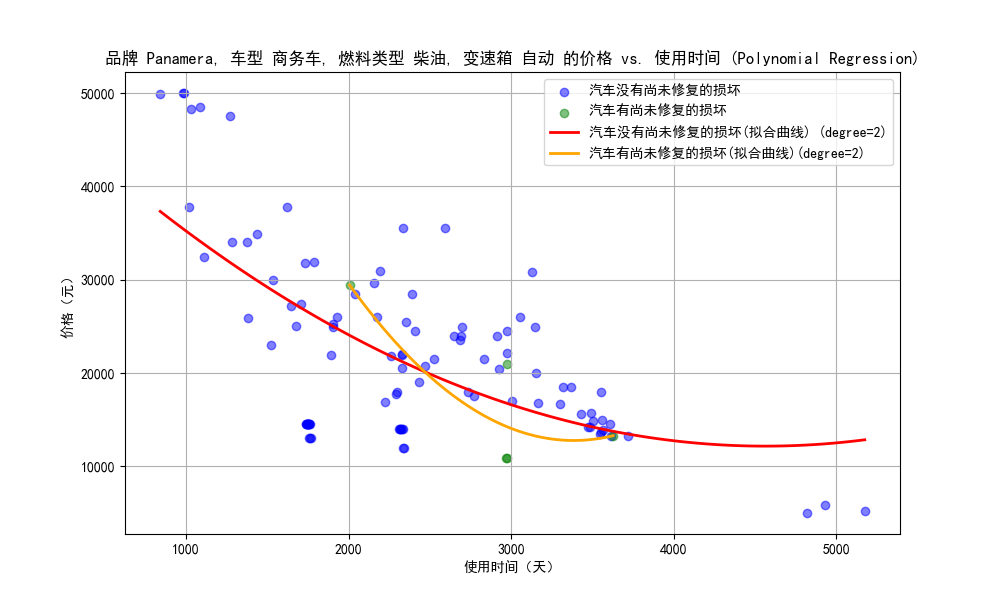 品牌 Panamera, 车型 商务车, 燃料类型 柴油, 变速箱 自动 的价格 vs. 使用时间 (Polynomial Regression)
汽车没有尚未修复的损坏
汽车有尚未修复的损坏
汽车没有尚未修复的损坏(拟合曲线) (degree=2)
汽车有尚未修复的损坏(拟合曲线)(degree=2)
价格（元）
50000
40000
30000
20000
10000
1000 2000 3000 4000 5000
使用时间（天）